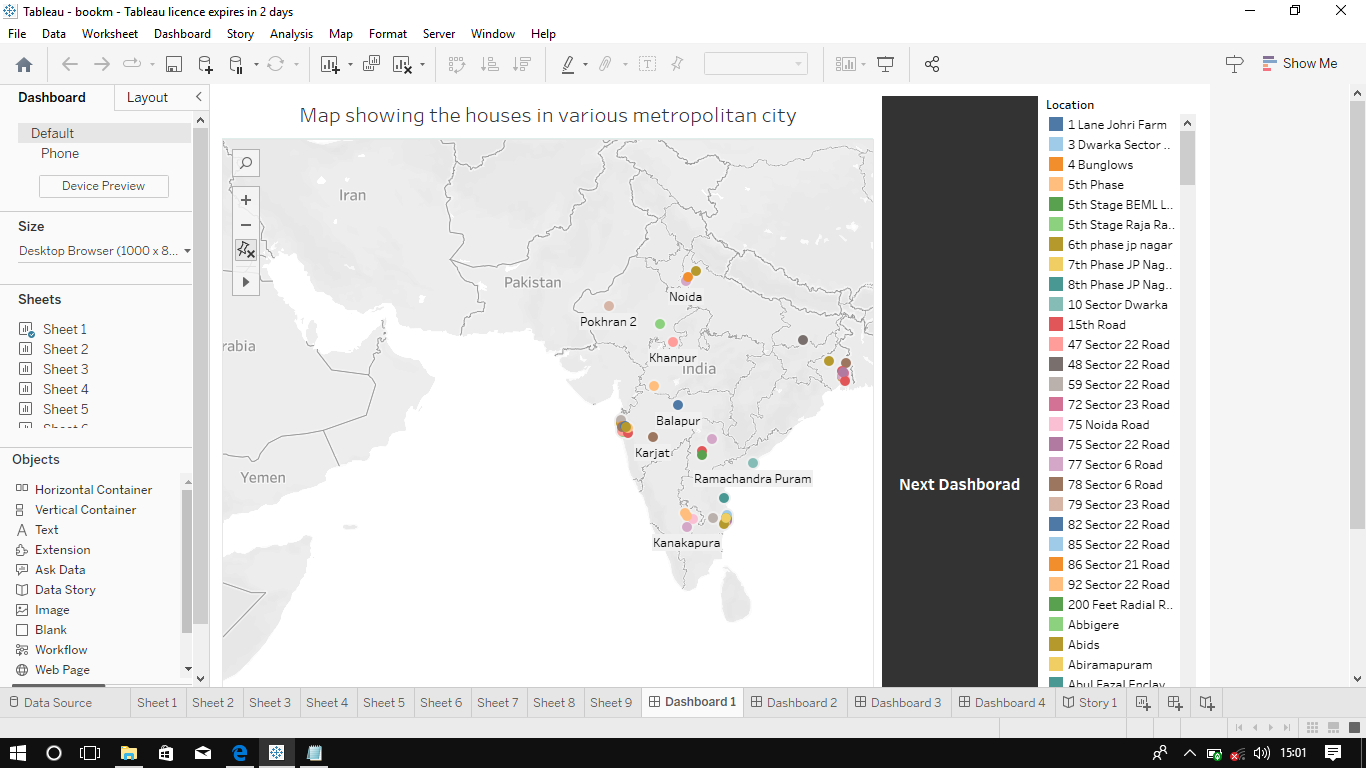 Tableau - bookm - Tableau licence expires in 2 days
File Data Worksheet Dashboard Story Analysis Map Format Server Window Help
Show Me
Dashboard Layout
Default
Phone
Device Preview
Size
Desktop Browser (1000 x 8...
Sheets
Sheet 1
Sheet 2
Sheet 3
Sheet 4
Sheet 5
Objects
Horizontal Container
Vertical Container
Text
Extension
Ask Data
Data Story
Image
Blank
Workflow
Web Page
Map showing the houses in various metropolitan city
Iran
Pakistan
Noida
Pokhran 2
rabia
Khanpur
India
Balapur
Karjat
Yemen
Ramachandra Puram
Kanakapura
Next Dashborad
Location
1 Lane Johri Farm
3 Dwarka Sector ..
4 Bunglows
5th Phase
5th Stage BEML L..
5th Stage Raja Ra..
6th phase jp nagar
7th Phase JP Nag..
8th Phase JP Nag..
10 Sector Dwarka
15th Road
47 Sector 22 Road
48 Sector 22 Road
59 Sector 22 Road
72 Sector 23 Road
75 Noida Road
75 Sector 22 Road
77 Sector 6 Road
78 Sector 6 Road
79 Sector 23 Road
82 Sector 22 Road
85 Sector 22 Road
86 Sector 21 Road
92 Sector 22 Road
200 Feet Radial R..
Abbigere
Abids
Abiramapuram
Abul Fazal Enclav
Data Source Sheet 1 Sheet 2 Sheet 3 Sheet 4 Sheet 5 Sheet 6 Sheet 7 Sheet 8 Sheet 9 Dashboard 1 Dashboard 2 Dashboard 3 Dashboard 4 Story 1
15:01